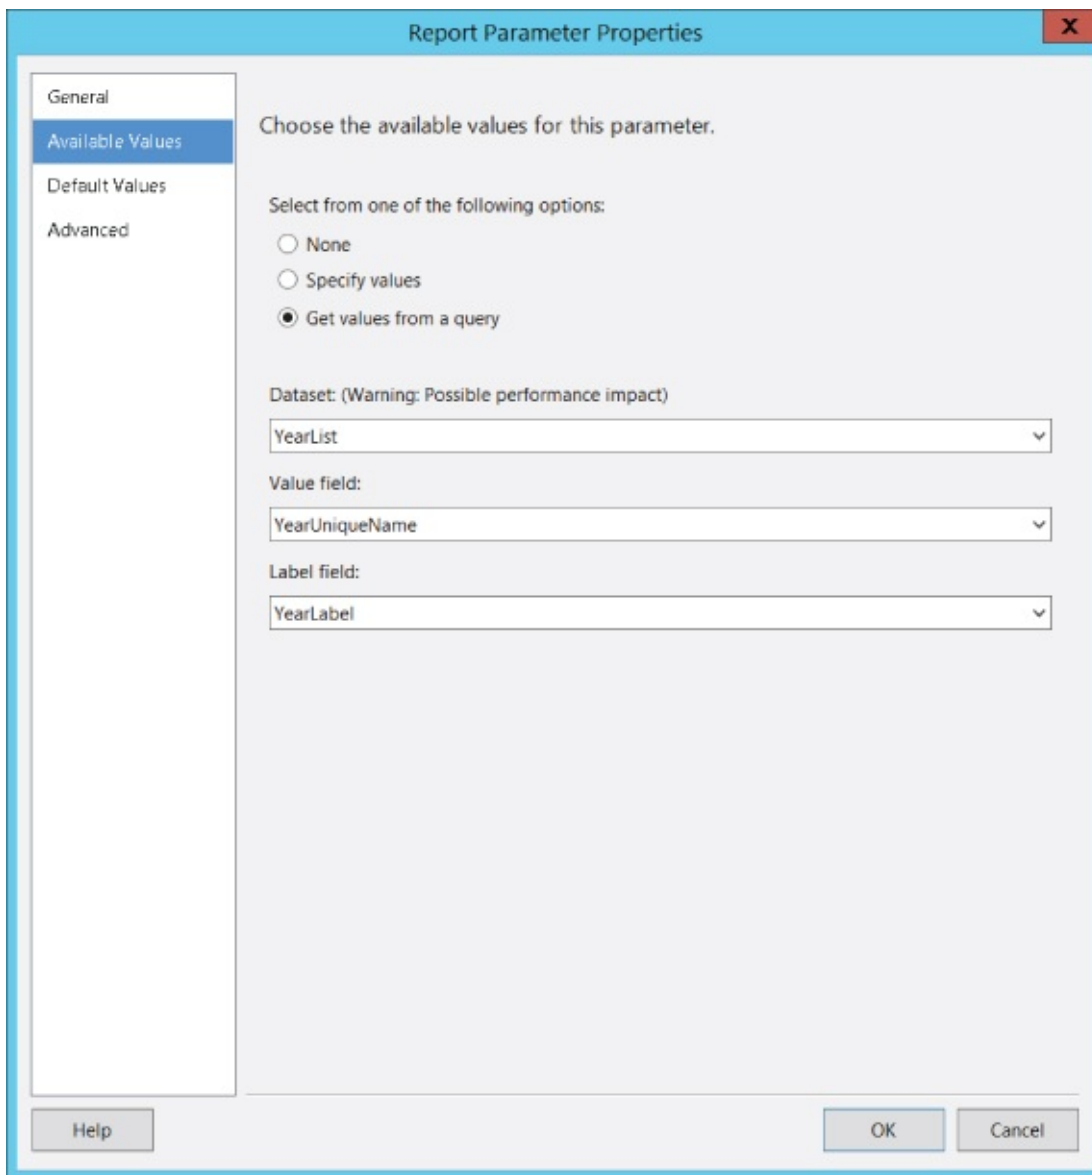 Report Parameter Properties
X
General
Available Values
Default Values
Advanced
Choose the available values for this parameter.
Select from one of the following options:
None
Specify values
Get values from a query
Dataset: (Warning: Possible performance impact)
YearList
Value field:
YearUniqueName
Label field:
YearLabel
Help
OK
Cancel